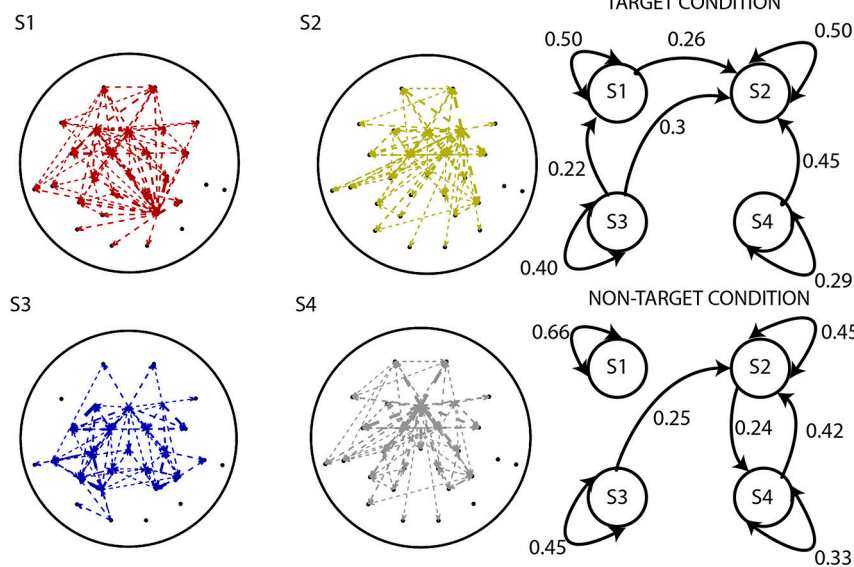 S1
S2
TARGET CONDITION
0.50
0.26
0.50
S1
S2
0.3
0.22
0.45
S3
S4
0.40
0.29
S3
S4
NON-TARGET CONDITION
0.66
0.45
S1
S2
0.25
0.24
0.42
S3
S4
0.45
0.33